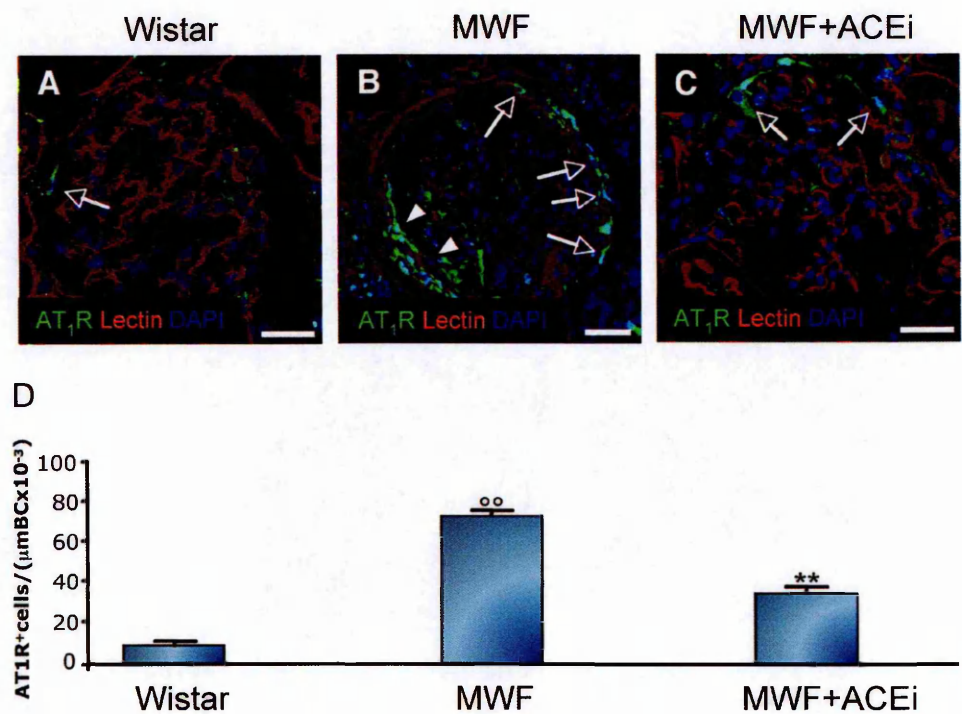 Wistar MWF MWF+ACEi
A B C
AT₁R Lectin DAPI AT₁R Lectin DAPI AT₁R Lectin DAPI
D
AT1R⁺cells/(μmBCx10⁻³)
100
80
60
40
20
0
°°
**
Wistar MWF MWF+ACEi